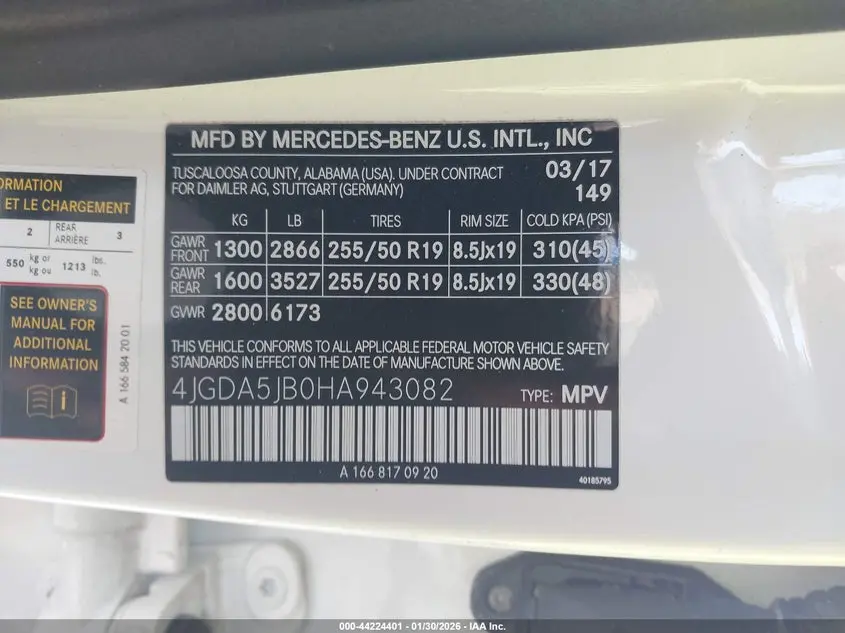 ORMATION
ET LE CHARGEMENT
2 REAR ARRIÈRE 3
550 kg or kg ou 1213 lbs. lb.
SEE OWNER'S
MANUAL FOR
ADDITIONAL
INFORMATION
A 166 584 20 01
MFD BY MERCEDES-BENZ U.S. INTL., INC
TUSCALOOSA COUNTY, ALABAMA (USA). UNDER CONTRACT 03/17
FOR DAIMLER AG, STUTTGART (GERMANY) 149
KG LB TIRES RIM SIZE COLD KPA(PSI)
GAWR FRONT 1300 2866 255/50 R19 8.5Jx19 310(45)
GAWR REAR 1600 3527 255/50 R19 8.5Jx19 330(48)
GVWR 2800 6173
THIS VEHICLE CONFORMS TO ALL APPLICABLE FEDERAL MOTOR VEHICLE SAFETY
STANDARDS IN EFFECT ON THE DATE OF MANUFACTURE SHOWN ABOVE.
4JGDA5JB0HA943082 TYPE: MPV
A 166 817 09 20
40185795
000-44224401 - 01/30/2026 - IAA Inc.